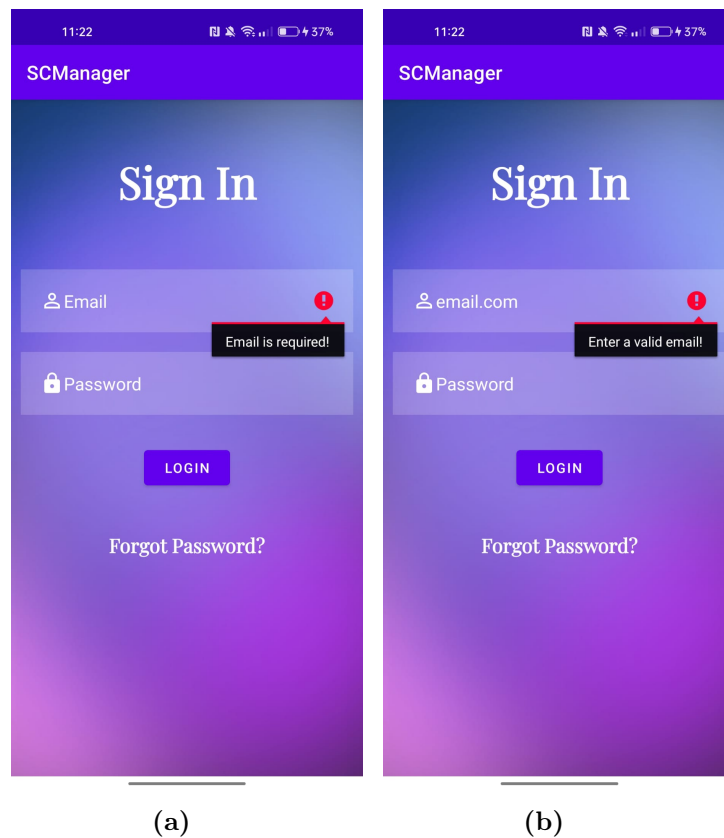 11:22 37%
SCManager
Sign In
Email
Email is required!
Password
LOGIN
Forgot Password?
(a)
11:22 37%
SCManager
Sign In
email.com
Enter a valid email!
Password
LOGIN
Forgot Password?
(b)